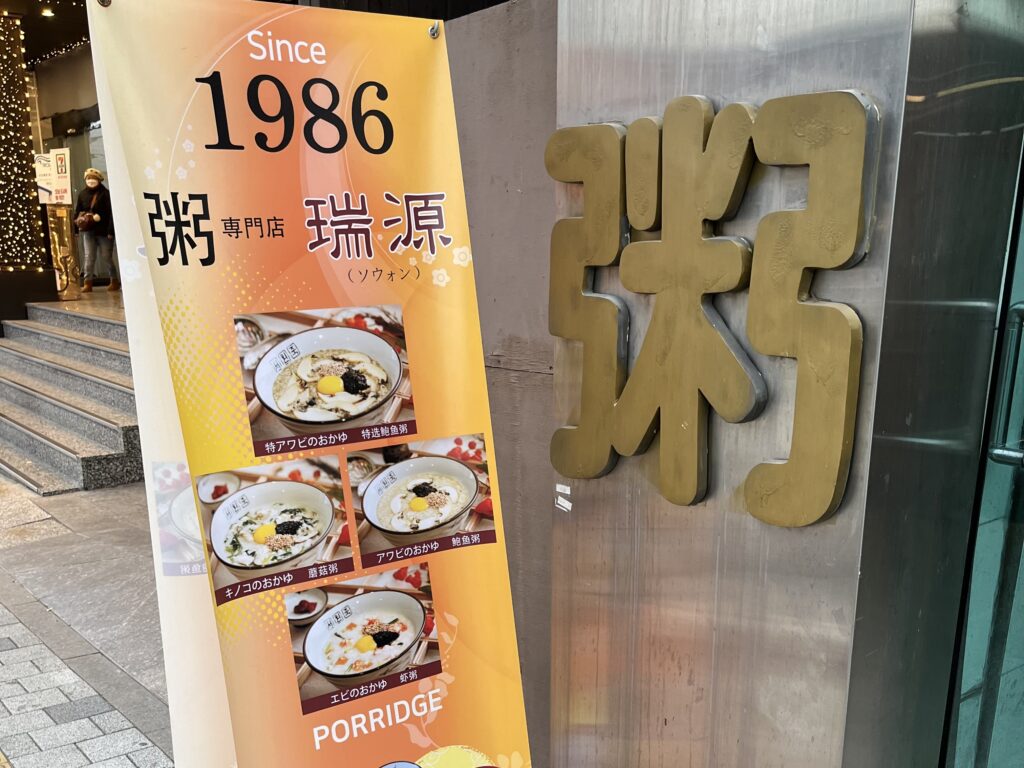 Since
1986
粥専門店 瑞源
（ソウォン）
特アワビのおかゆ 特选鲍鱼粥
キノコのおかゆ 蘑菇粥
アワビのおかゆ 鲍鱼粥
エビのおかゆ 虾粥
PORRIDGE
粥